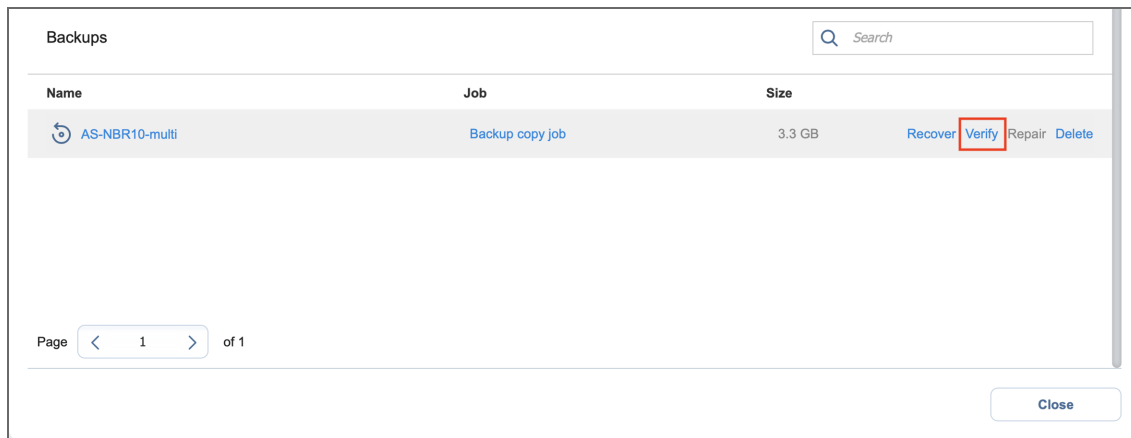 Backups
Search
Name Job Size
AS-NBR10-multi Backup copy job 3.3 GB Recover Verify Repair Delete
Page 1 of 1
Close